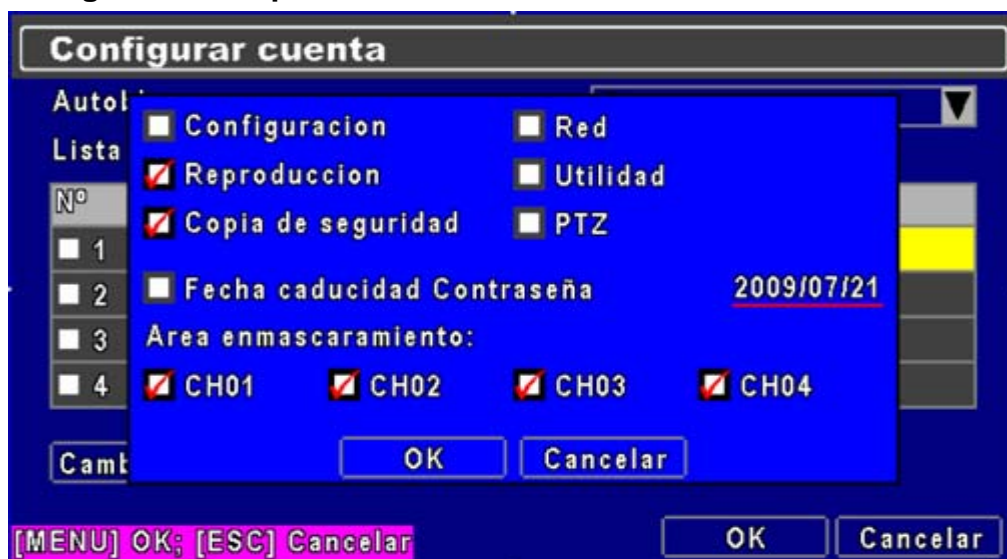 Configurar cuenta
Lista
Configuracion Red
Reproduccion Utilidad
Nº
Copia de seguridad PTZ
1
2 Fecha caducidad Contraseña 2009/07/21
3 Area enmascaramiento:
4 CH01 CH02 CH03 CH04
OK Cancelar
[MENU] OK; [ESC] Cancelar OK Cancelar